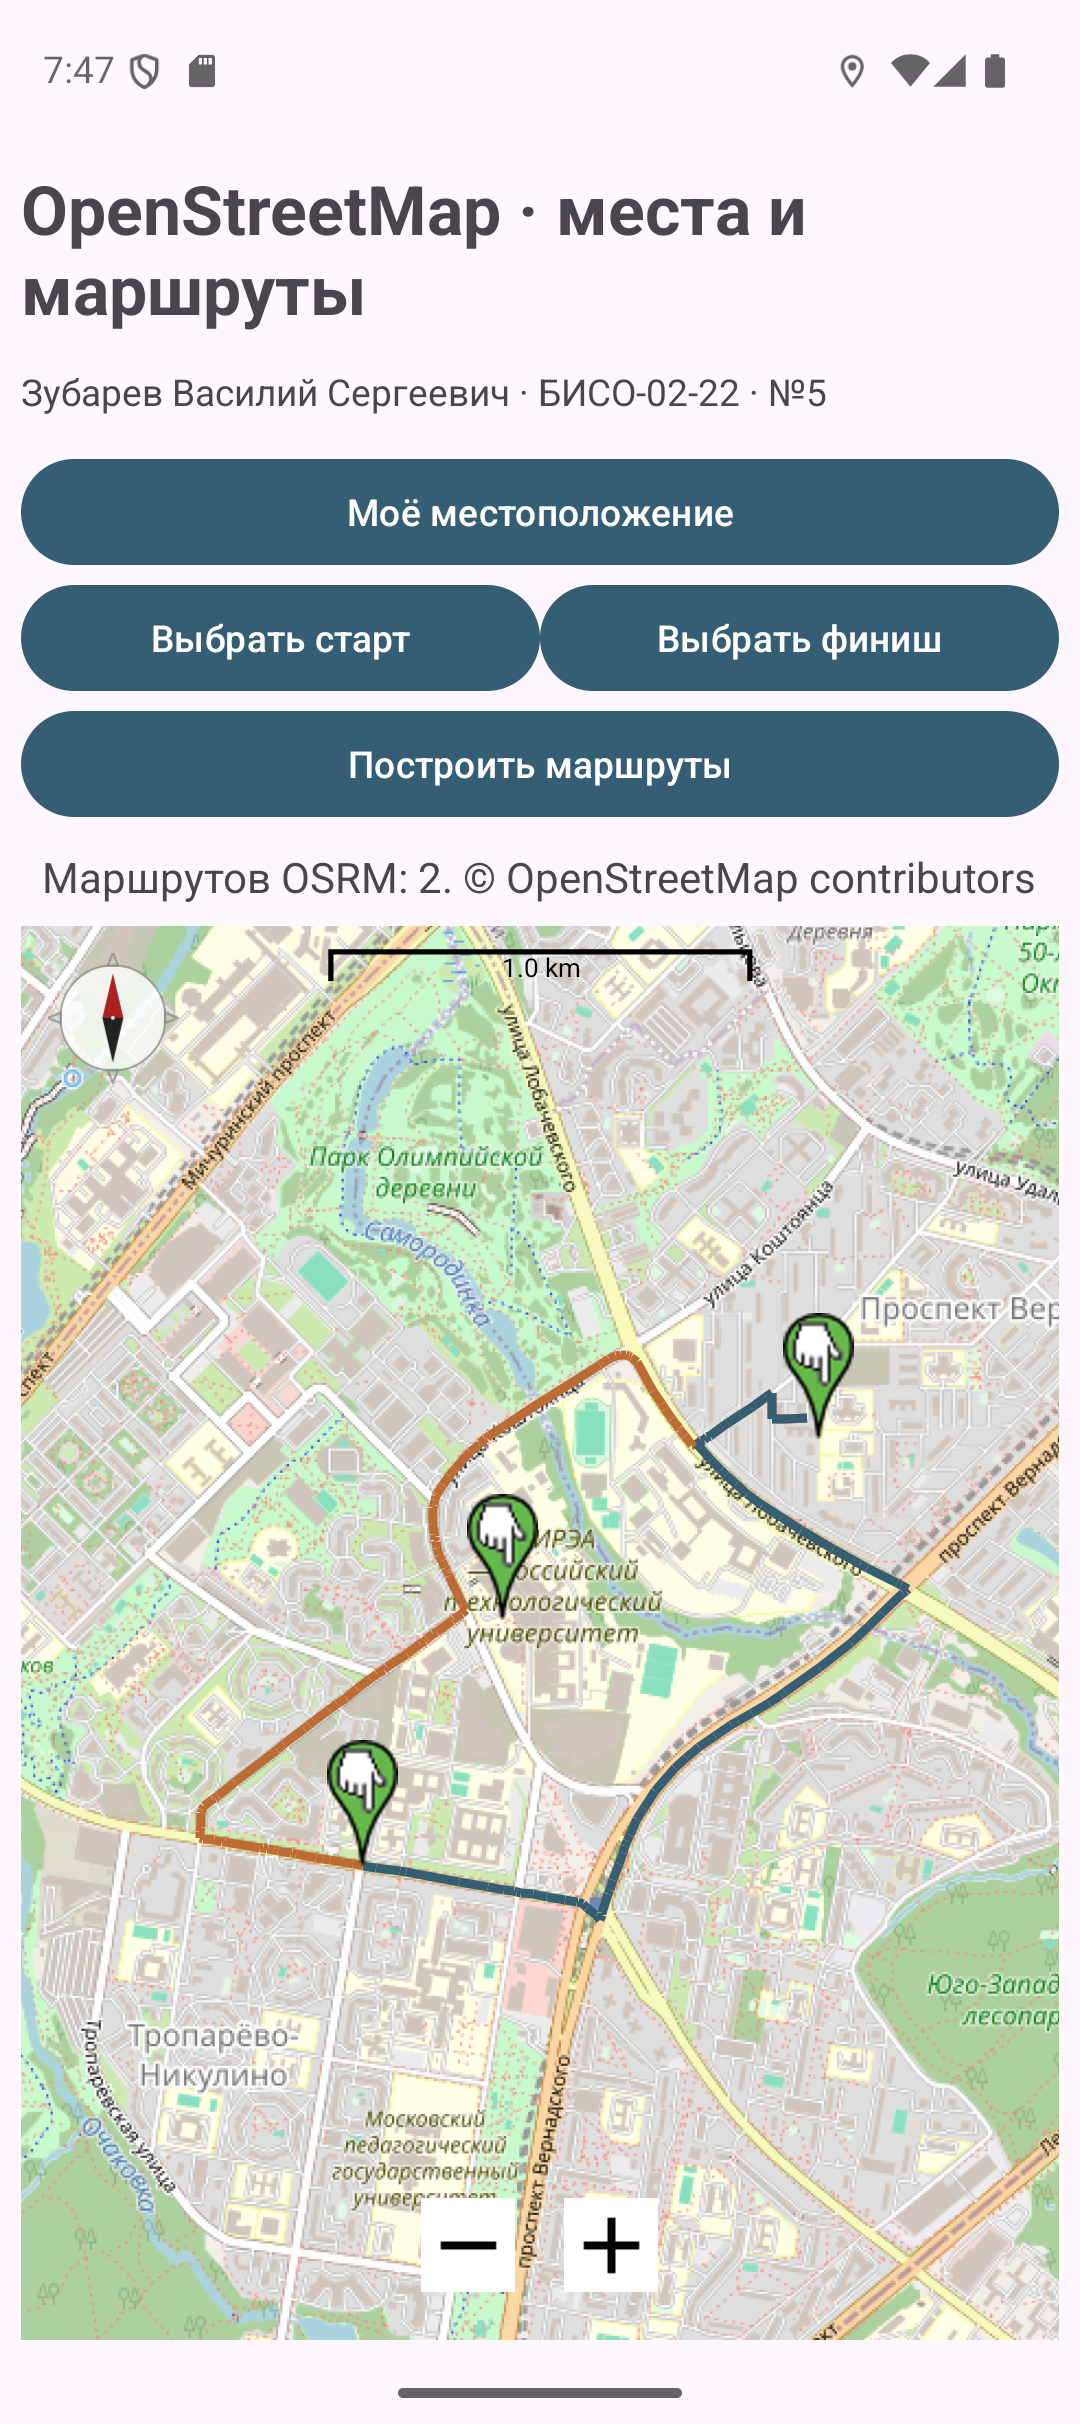 7:47
OpenStreetMap · места и
маршруты
Зубарев Василий Сергеевич · БИСО-02-22 · №5
Моё местоположение
Выбрать старт
Выбрать финиш
Построить маршруты
Маршрутов OSRM: 2. © OpenStreetMap contributors
1.0 km
Деревня
50-
Мичуринский проспект
улица Лобачевского
Парк Олимпийской
деревни
Самородинка
улица Коштоянца
улица Удал
Проспект Вер
улица Лобачевского
проспект Вернад
МИРЭА
университет
Тропарёво-
Никулино
Тропарёвская улица
Очаковка
Московский
педагогический
государственный
университет
проспект Вернадского
Юго-Запад
лесопар